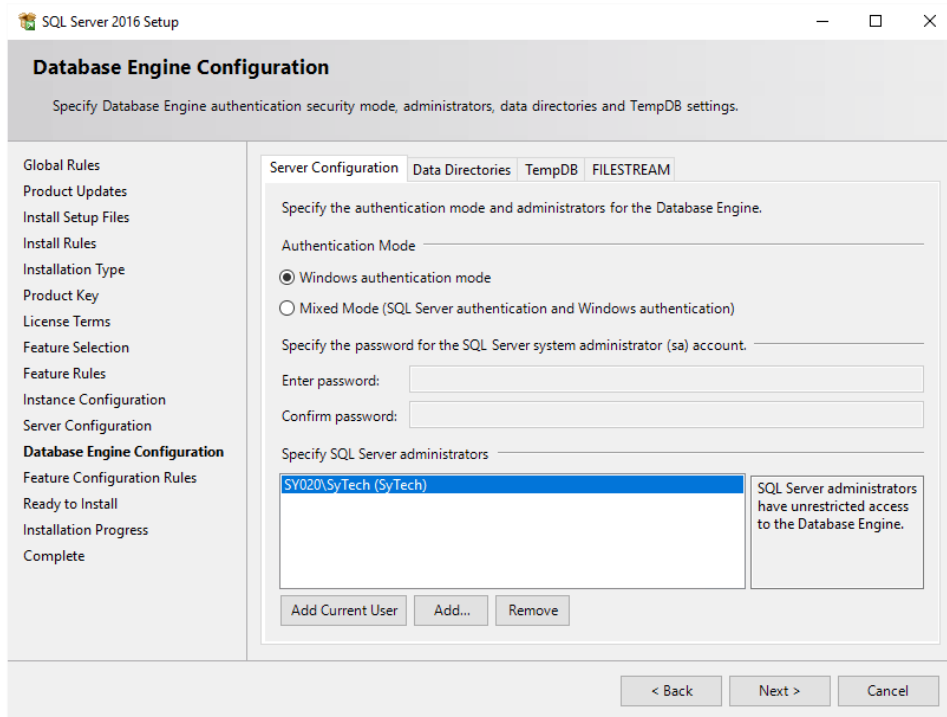 SQL Server 2016 Setup
Database Engine Configuration
Specify Database Engine authentication security mode, administrators, data directories and TempDB settings.
Global Rules
Product Updates
Install Setup Files
Install Rules
Installation Type
Product Key
License Terms
Feature Selection
Feature Rules
Instance Configuration
Server Configuration
Database Engine Configuration
Feature Configuration Rules
Ready to Install
Installation Progress
Complete
Server Configuration Data Directories TempDB FILESTREAM
Specify the authentication mode and administrators for the Database Engine.
Authentication Mode
Windows authentication mode
Mixed Mode (SQL Server authentication and Windows authentication)
Specify the password for the SQL Server system administrator (sa) account.
Enter password:
Confirm password:
Specify SQL Server administrators
SY020\SyTech (SyTech)
SQL Server administrators
have unrestricted access
to the Database Engine.
Add Current User Add... Remove
< Back Next > Cancel